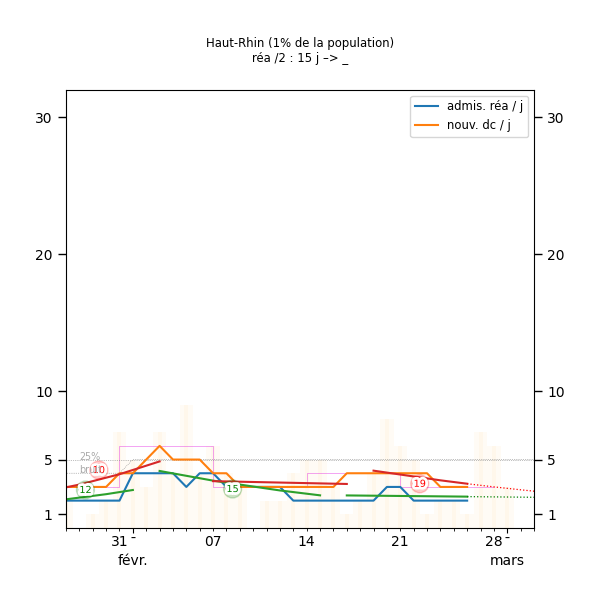 Haut-Rhin (1% de la population)
réa /2 : 15 j –> _
admis. réa / j
nouv. dc / j
30 30
20 20
10 10
5 5
1 1
25%
10
12
15
19
31 07 14 21 28
févr. mars